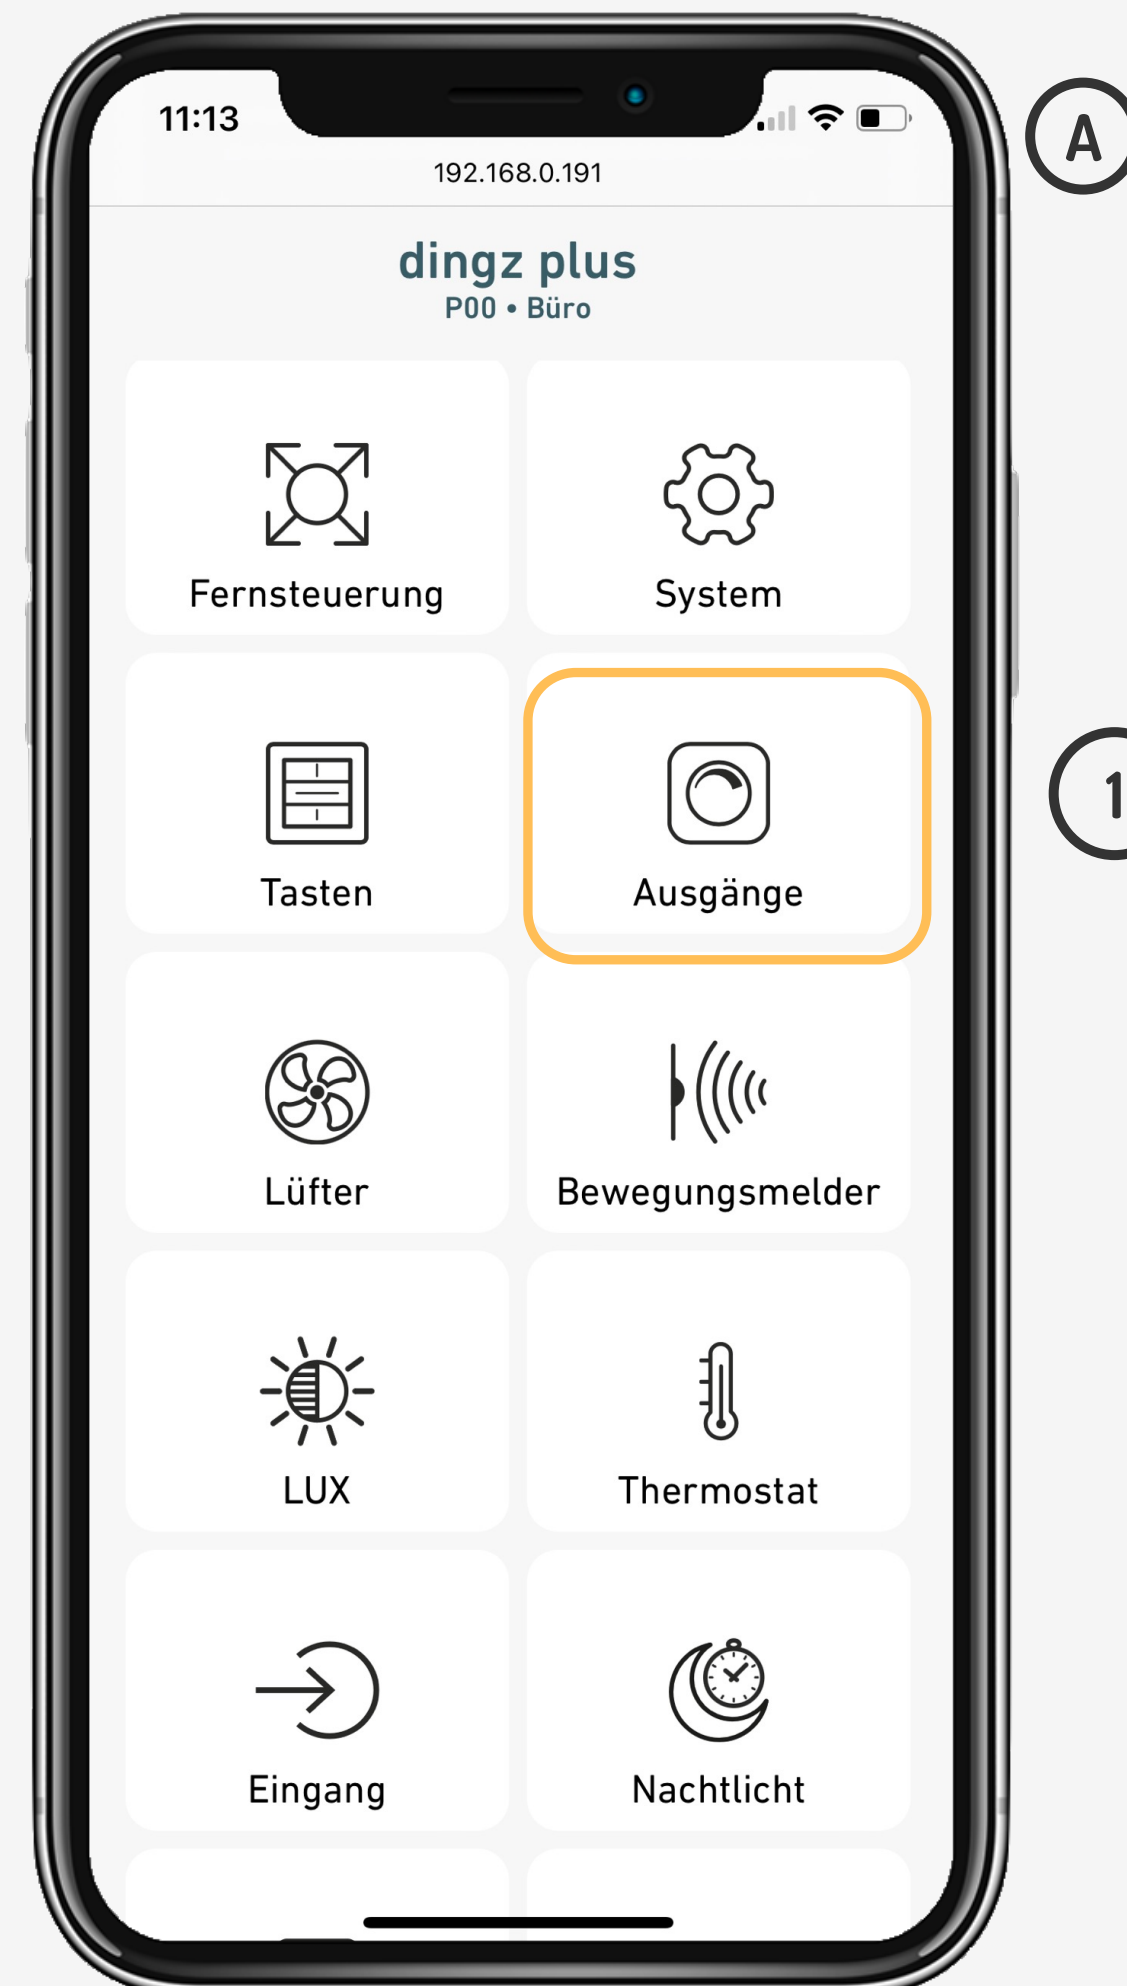 11:13
192.168.0.191
A
dingz plus
P00 • Büro
Fernsteuerung
System
Tasten
Ausgänge
1
Lüfter
Bewegungsmelder
LUX
Thermostat
Eingang
Nachtlicht